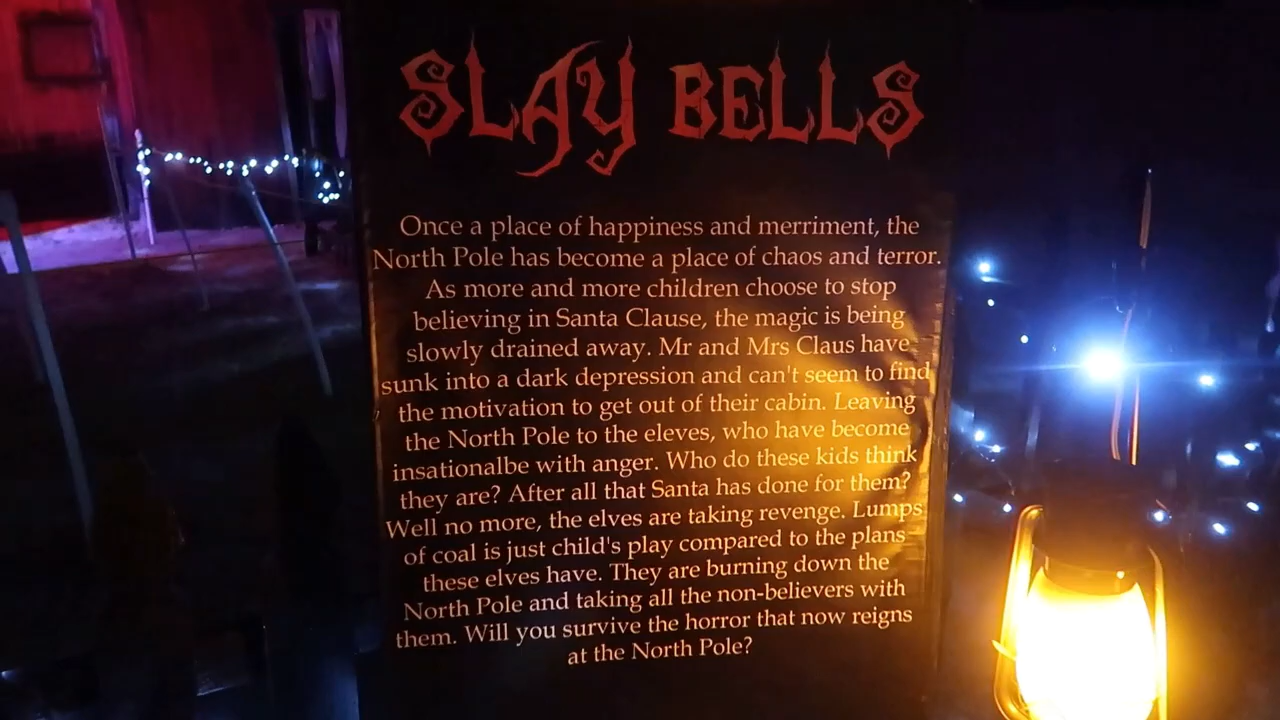 SLAY BELLS
Once a place of happiness and merriment, the
North Pole has become a place of chaos and terror.
As more and more children choose to stop
believing in Santa Clause, the magic is being
slowly drained away. Mr and Mrs Claus have
sunk into a dark depression and can't seem to find
the motivation to get out of their cabin. Leaving
the North Pole to the eleves, who have become
insationalbe with anger. Who do these kids think
they are? After all that Santa has done for them?
Well no more, the elves are taking revenge. Lumps
of coal is just child's play compared to the plans
these elves have. They are burning down the
North Pole and taking all the non-believers with
them. Will you survive the horror that now reigns
at the North Pole?